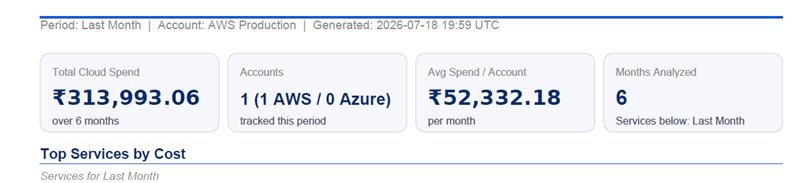 Period: Last Month | Account: AWS Production | Generated: 2026-07-18 19:59 UTC
Total Cloud Spend
₹313,993.06
over 6 months
Accounts
1 (1 AWS / 0 Azure)
tracked this period
Avg Spend / Account
₹52,332.18
per month
Months Analyzed
6
Services below: Last Month
Top Services by Cost
Services for Last Month